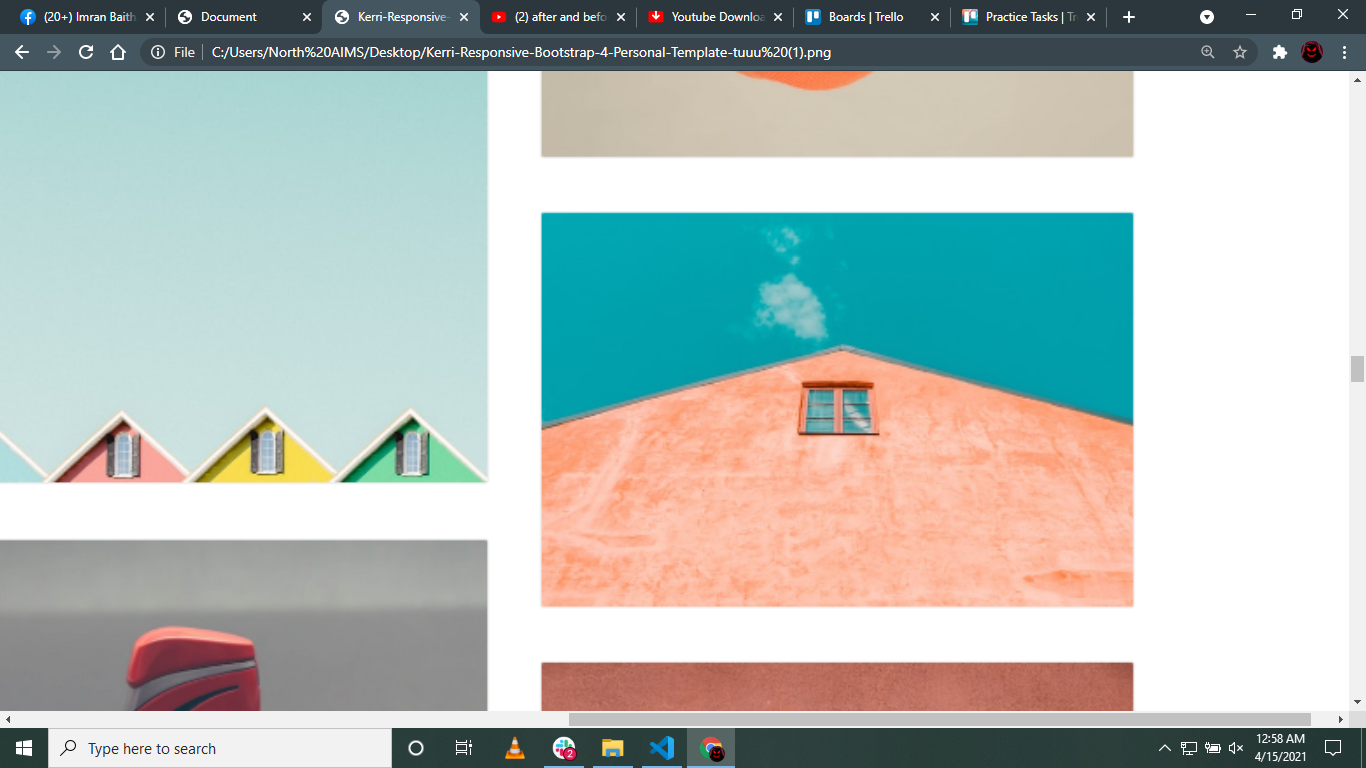 (20+) Imran Baith
Document
Kerri-Responsive-
(2) after and befo
Youtube Downloa
Boards | Trello
Practice Tasks | Tr
File
C:/Users/North%20AIMS/Desktop/Kerri-Responsive-Bootstrap-4-Personal-Template-tuuu%20(1).png
Type here to search
2
12:58 AM
4/15/2021